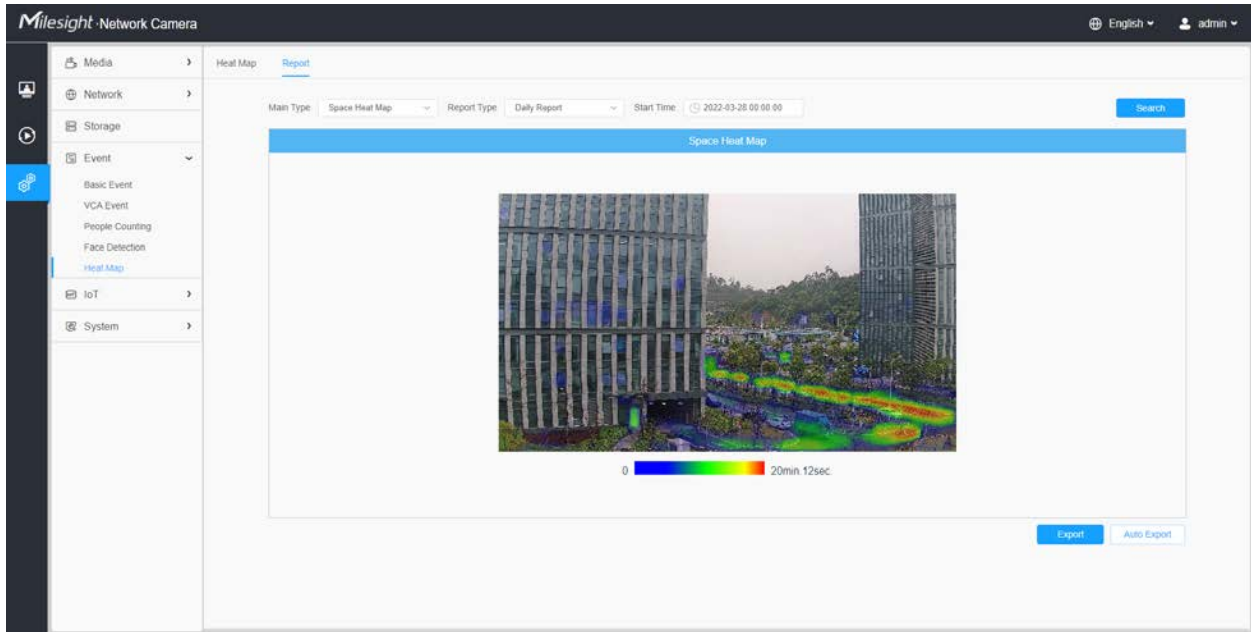 Milesight ·Network Camera
English
admin
Media
Network
Storage
Event
Basic Event
VCA Event
People Counting
Face Detection
Heat Map
IoT
System
Heat Map Report
Main Type Space Heat Map Report Type Daily Report Start Time 2022-03-28 00:00:00 Search
Space Heat Map
0 20min.12sec.
Export Auto Export